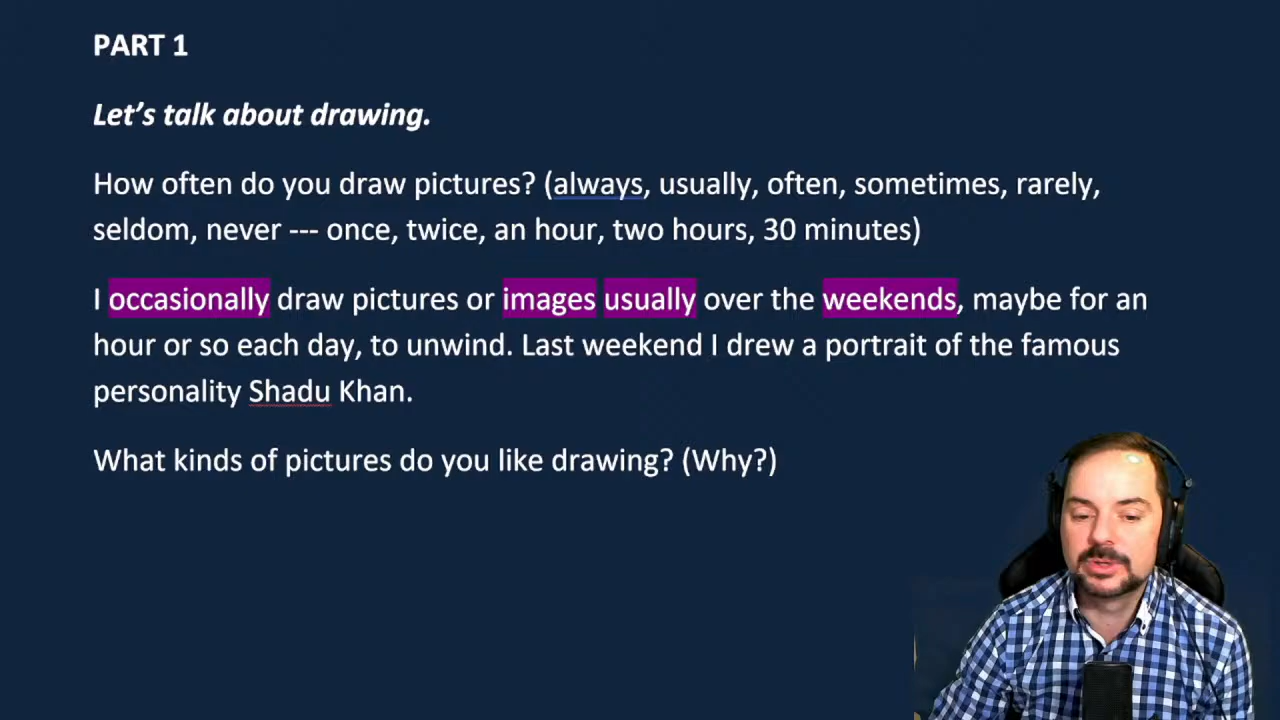 PART 1
Let's talk about drawing.
How often do you draw pictures? (always, usually, often, sometimes, rarely,
seldom, never --- once, twice, an hour, two hours, 30 minutes)
I occasionally draw pictures or images usually over the weekends, maybe for an
hour or so each day, to unwind. Last weekend I drew a portrait of the famous
personality Shadu Khan.
What kinds of pictures do you like drawing? (Why?)